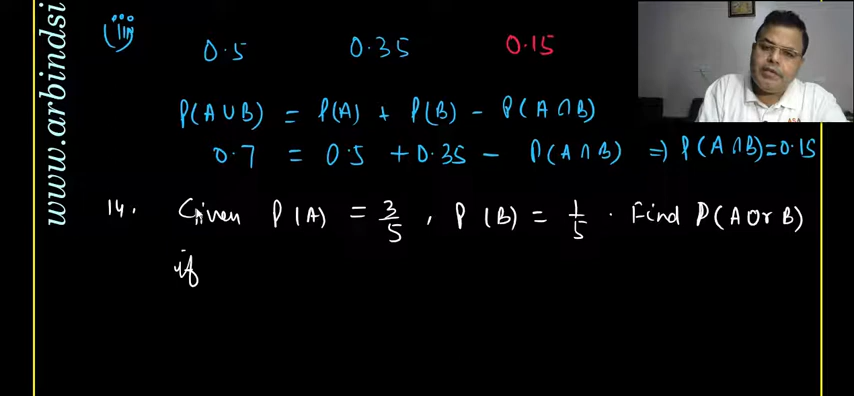 www.arbindsi
(iii)
0.5 0.35 0.15
P(A∪B) = P(A) + P(B) - P(A∩B)
0.7 = 0.5 + 0.35 - P(A∩B) ⇒ P(A∩B) = 0.15
14. Given P(A) = 3/5, P(B) = 1/5. Find P(A or B)
if